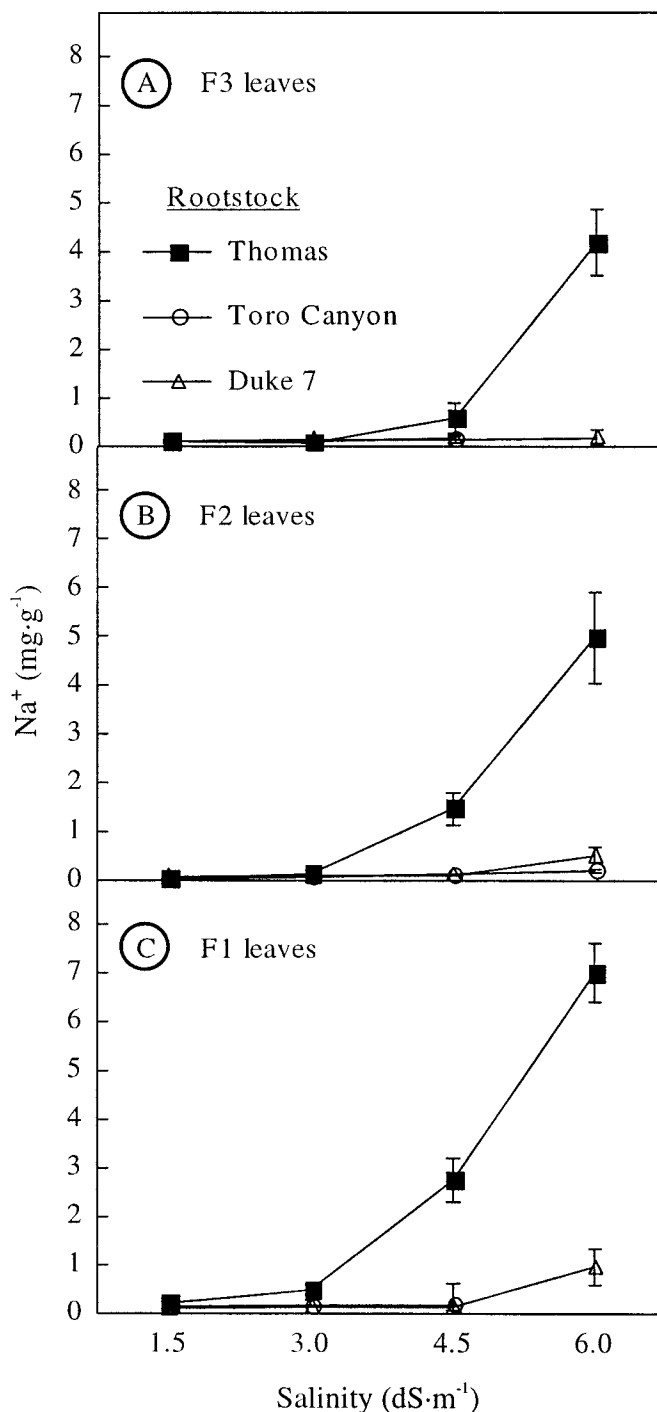 8
7
6
5
4
3
2
1
0
A F3 leaves
Rootstock
Thomas
Toro Canyon
Duke 7
8
7
6
5
4
3
2
1
0
B F2 leaves
Na⁺ (mg·g⁻¹)
8
7
6
5
4
3
2
1
0
C F1 leaves
1.5 3.0 4.5 6.0
Salinity (dS·m⁻¹)